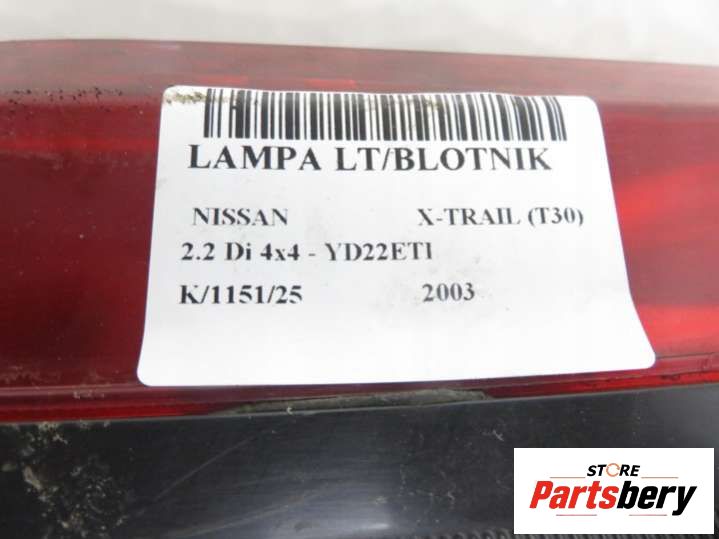 LAMPA LT/BLOTNIK
NISSAN X-TRAIL (T30)
2.2 Di 4x4 - YD22ETI
K/1151/25 2003
STORE
Partsbery